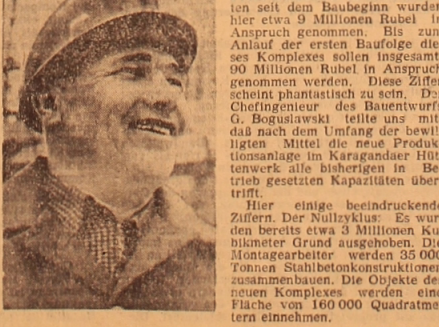 ten seit dem Baubeginn wurden
hier etwa 9 Millionen Rubel in
Anspruch genommen. Bis zum
Anlauf der ersten Baufolge die-
ses Komplexes sollen insgesamt
90 Millionen Rubel in Anspruch
genommen werden. Diese Ziffer
scheint phantastisch zu sein. Der
Chefingenieur des Bauentwurfs
G. Boguslawski teilte uns mit,
daß nach dem Umfang der bewil-
ligten Mittel die neue Produk-
tionsanlage im Karagandaer Hüt-
tenwerk alle bisherigen in Be-
trieb gesetzten Kapazitäten über-
trifft.
Hier einige beeindruckende
Ziffern. Der Nullzyklus: Es wur-
den bereits etwa 3 Millionen Ku-
bikmeter Grund ausgehoben. Die
Montagearbeiter werden 35 000
Tonnen Stahlbetonkonstruktionen
zusammenbauen. Die Objekte des
neuen Komplexes werden eine
Fläche von 160 000 Quadratme-
tern einnehmen.